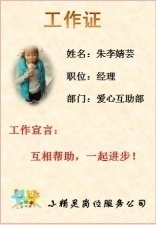 工作证
姓名：朱李婧芸
职位：经理
部门：爱心互助部
工作宣言：
互相帮助，一起进步！
小精灵岗位服务公司